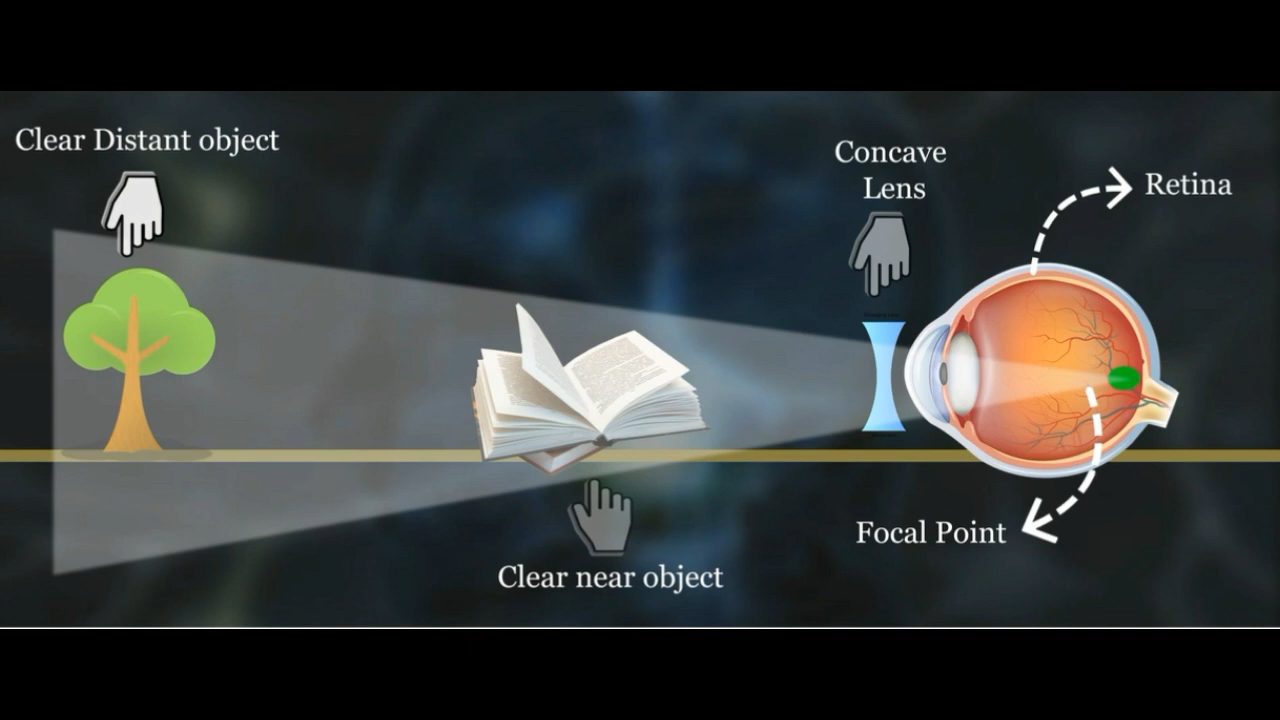 Clear Distant object
Concave
Lens
Retina
Focal Point
Clear near object